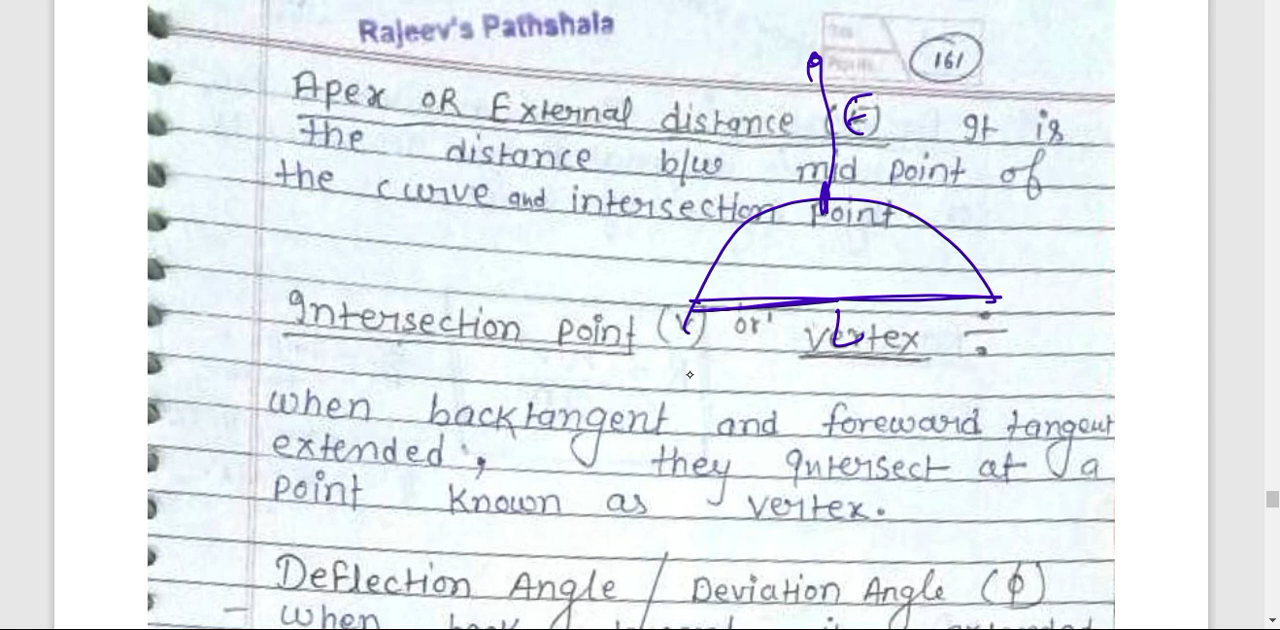 Rajeev's Pathshala
161
Apex OR External distance (E) It is
the distance b/w mid point of
the curve and intersection point
Intersection point (V) or vertex ÷
when backtangent and foreward tangent
extended, they intersect at a
point known as vertex.
Deflection Angle / Deviation Angle (ϕ)
- When